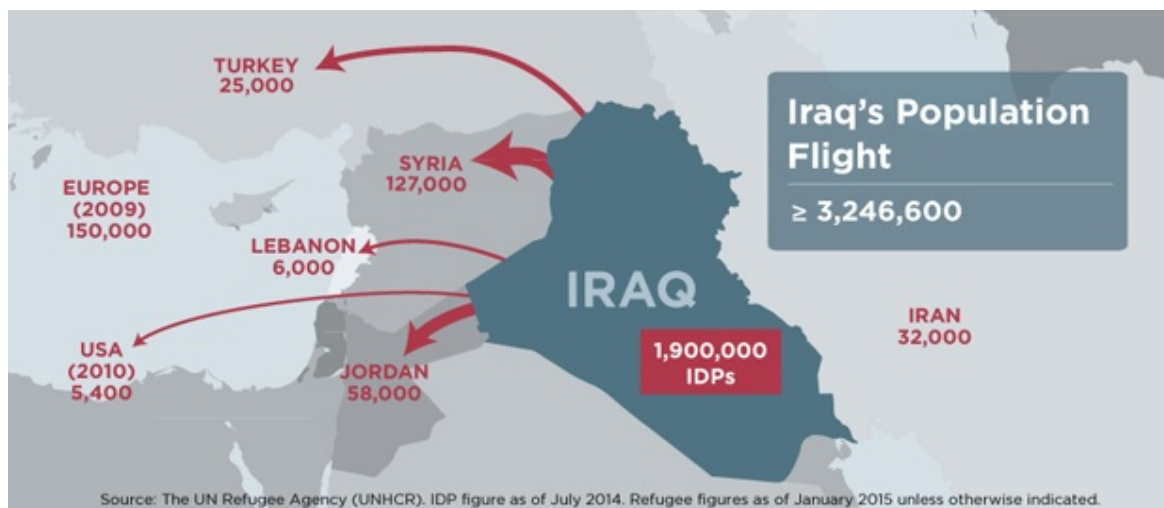 TURKEY
25,000
SYRIA
127,000
EUROPE
(2009)
150,000
LEBANON
6,000
USA
(2010)
5,400
JORDAN
58,000
IRAQ
1,900,000
IDPs
Iraq's Population
Flight
≥ 3,246,600
IRAN
32,000
Source: The UN Refugee Agency (UNHCR). IDP figure as of July 2014. Refugee figures as of January 2015 unless otherwise indicated.